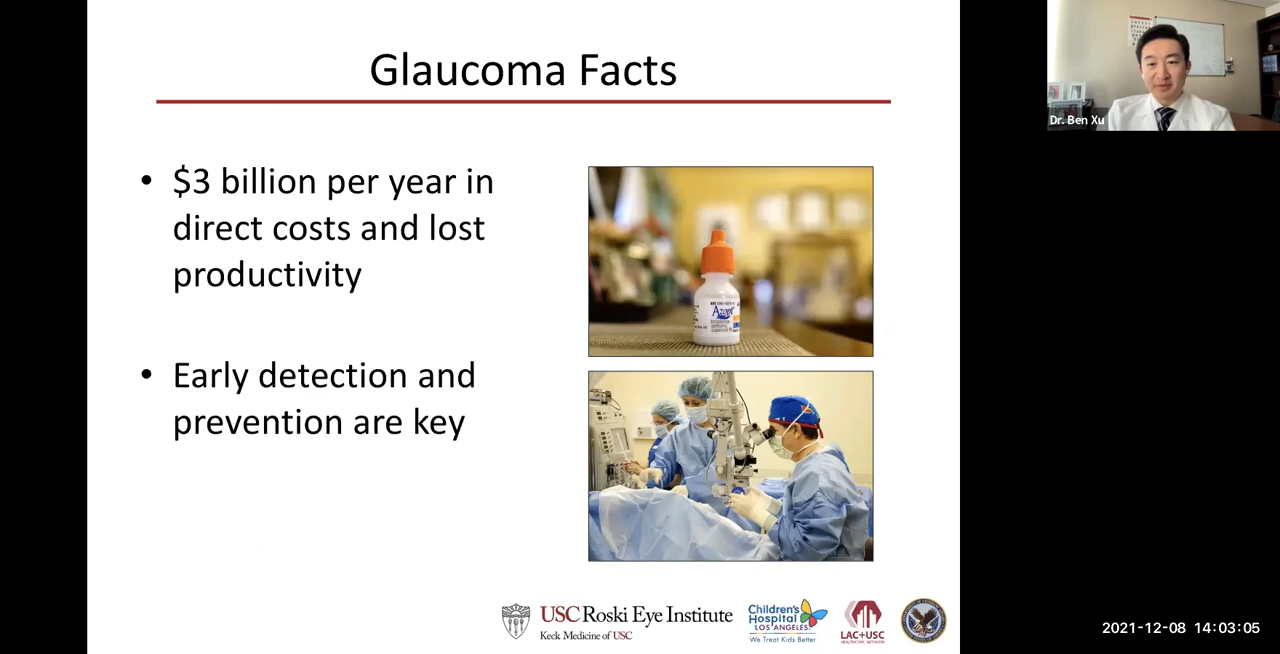 Glaucoma Facts
• $3 billion per year in
direct costs and lost
productivity
• Early detection and
prevention are key
Azopt
USC Roski Eye Institute
Keck Medicine of USC
Children's
Hospital
LOS ANGELES
We Treat Kids Better
LAC+USC
HEALTHCARE NETWORK
Dr. Ben Xu
2021-12-08 14:03:05